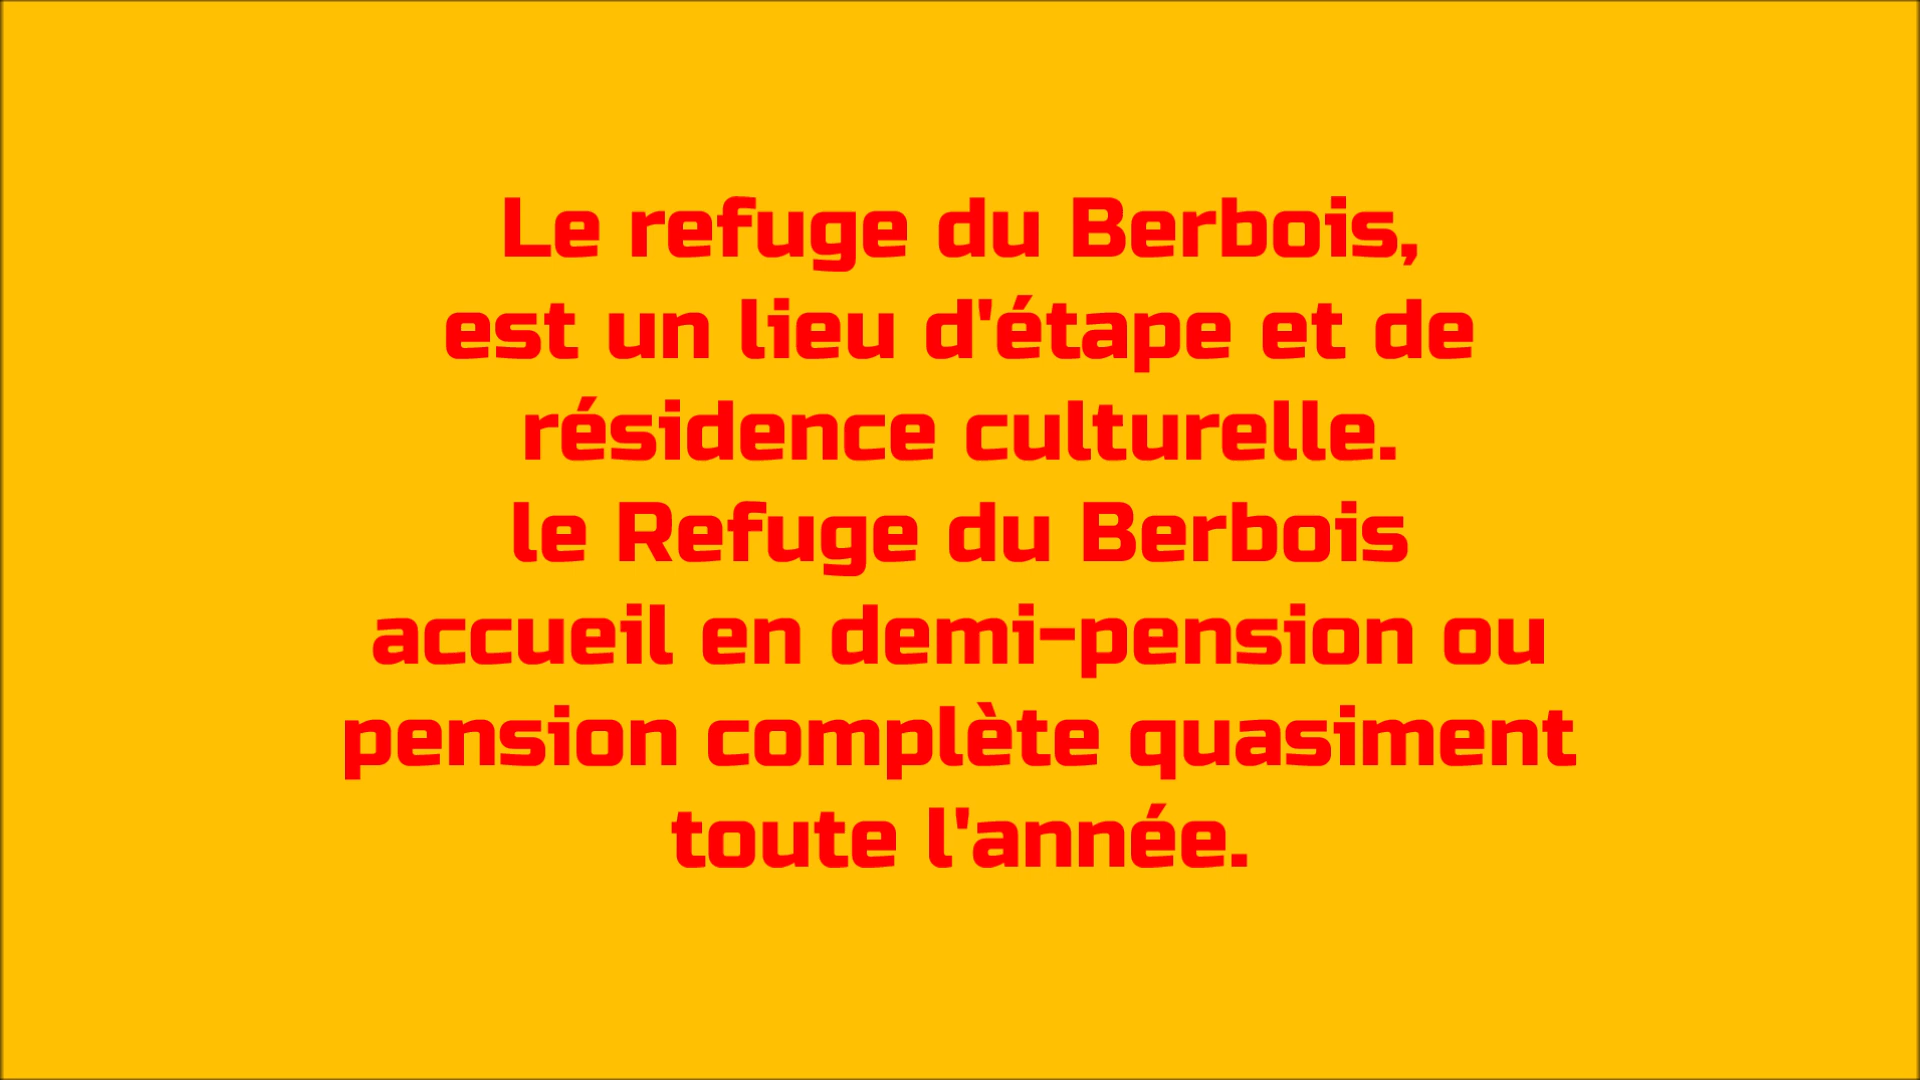 Le refuge du Berbois,
est un lieu d'étape et de
résidence culturelle.
le Refuge du Berbois
accueil en demi-pension ou
pension complète quasiment
toute l'année.